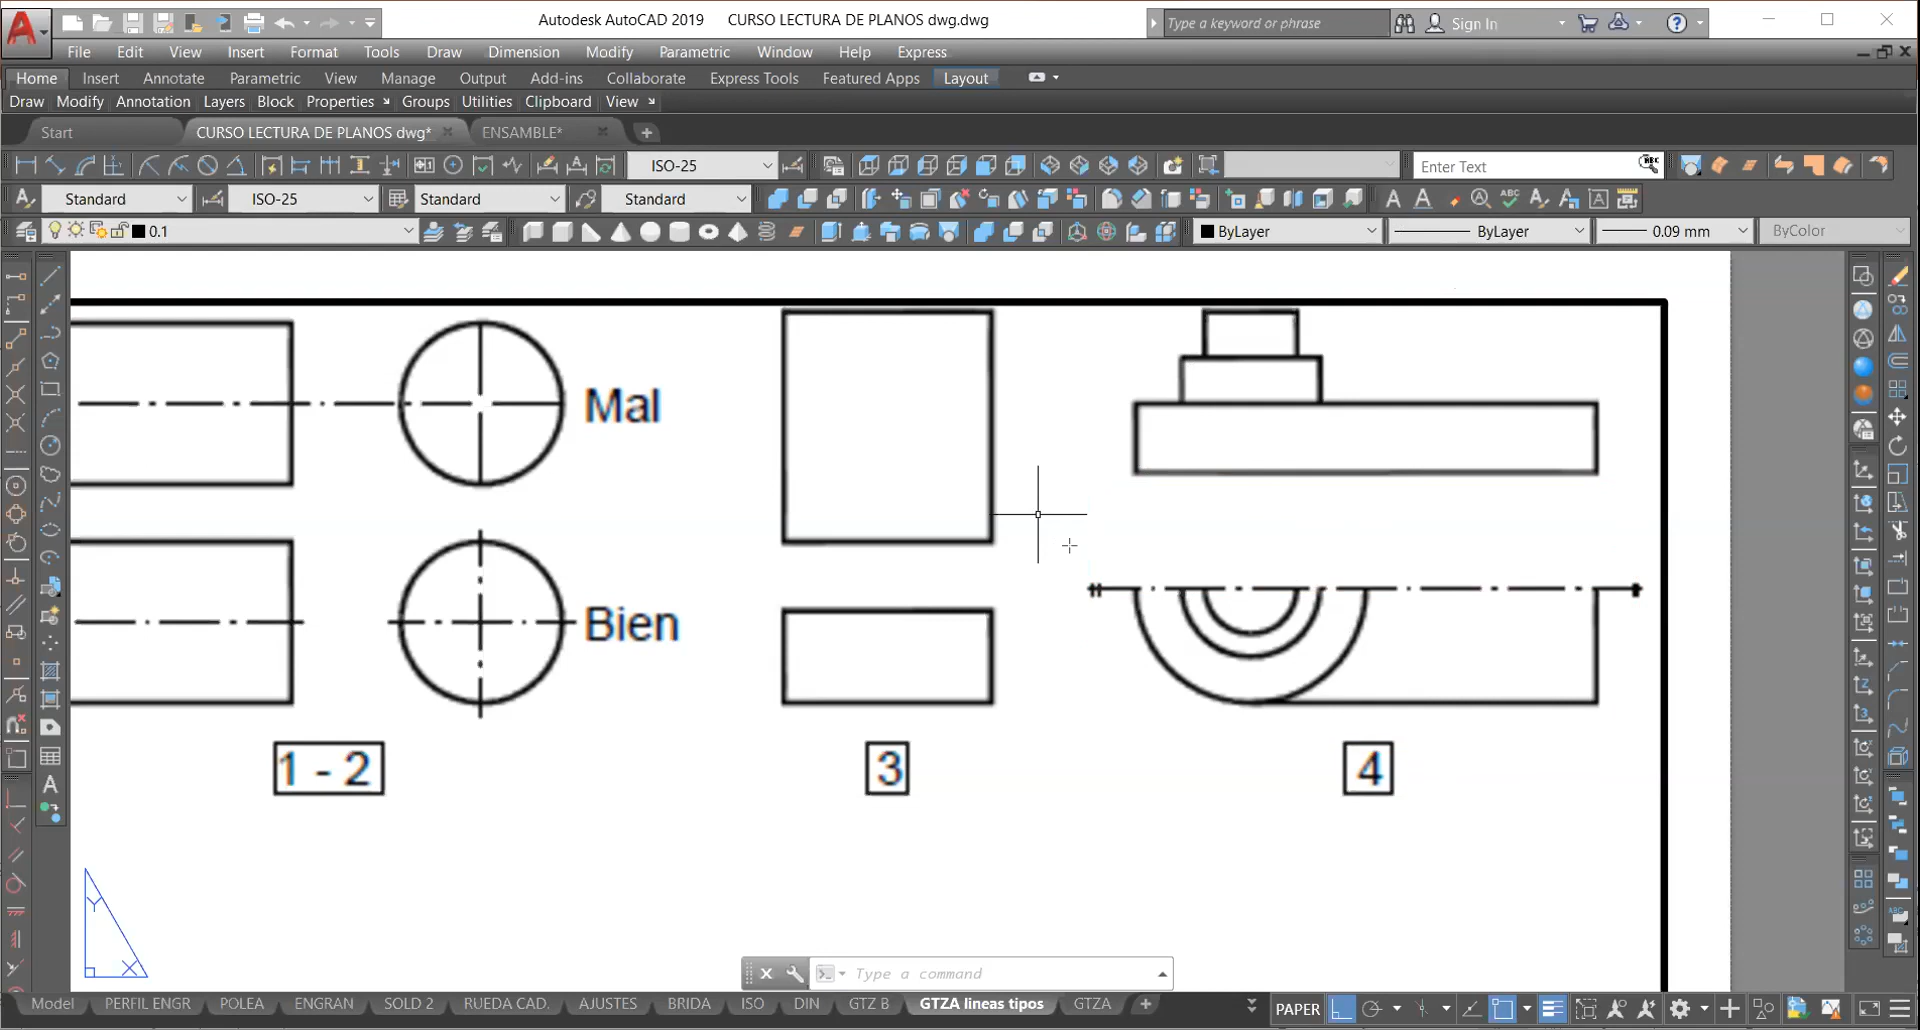 Autodesk AutoCAD 2019 CURSO LECTURA DE PLANOS dwg.dwg
Type a keyword or phrase
Sign In
File Edit View Insert Format Tools Draw Dimension Modify Parametric Window Help Express
Home Insert Annotate Parametric View Manage Output Add-ins Collaborate Express Tools Featured Apps Layout
Draw Modify Annotation Layers Block Properties Groups Utilities Clipboard View
Start CURSO LECTURA DE PLANOS dwg* ENSAMBLE*
ISO-25 Enter Text ABC
Standard ISO-25 Standard Standard
0.1 ByLayer ByLayer 0.09 mm ByColor
Mal
Bien
1 - 2 3 4
Y
X
Type a command
Model PERFIL ENGR POLEA ENGRAN SOLD 2 RUEDA CAD. AJUSTES BRIDA ISO DIN GTZ B GTZA lineas tipos GTZA PAPER